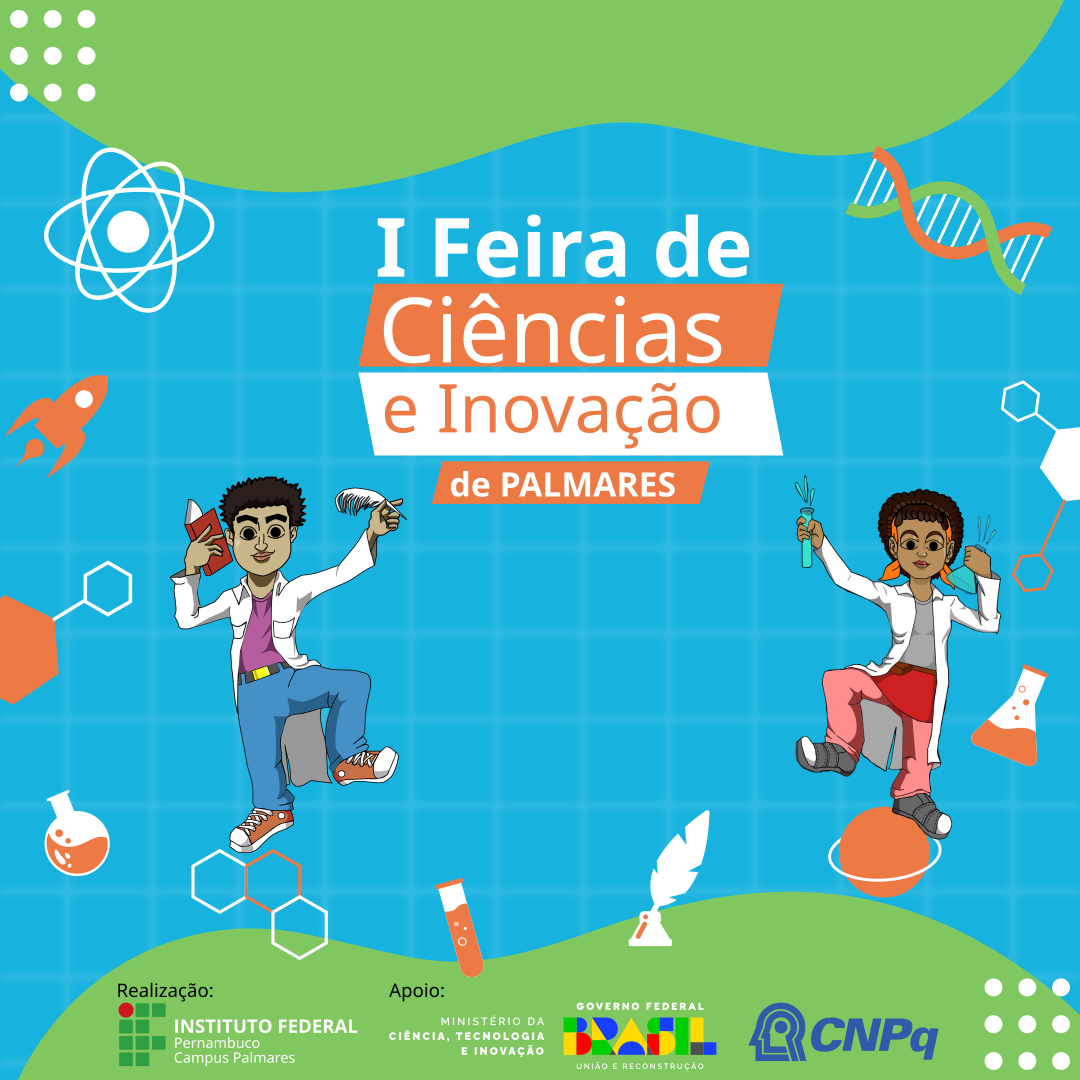 I Feira de
Ciências
e Inovação
de PALMARES
Realização:
INSTITUTO FEDERAL
Pernambuco
Campus Palmares
Apoio:
MINISTÉRIO DA
CIÊNCIA, TECNOLOGIA
E INOVAÇÃO
GOVERNO FEDERAL
BRASIL
UNIÃO E RECONSTRUÇÃO
CNPq